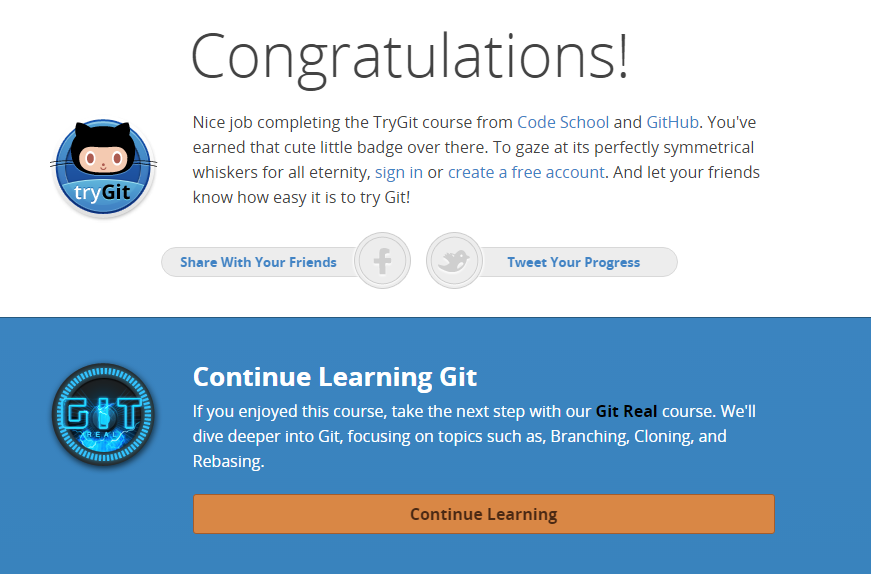 Congratulations!
Nice job completing the TryGit course from Code School and GitHub. You've
earned that cute little badge over there. To gaze at its perfectly symmetrical
whiskers for all eternity, sign in or create a free account. And let your friends
know how easy it is to try Git!
tryGit
Share With Your Friends
Tweet Your Progress
Continue Learning Git
If you enjoyed this course, take the next step with our Git Real course. We'll
dive deeper into Git, focusing on topics such as, Branching, Cloning, and
Rebasing.
GIT
REAL
Continue Learning